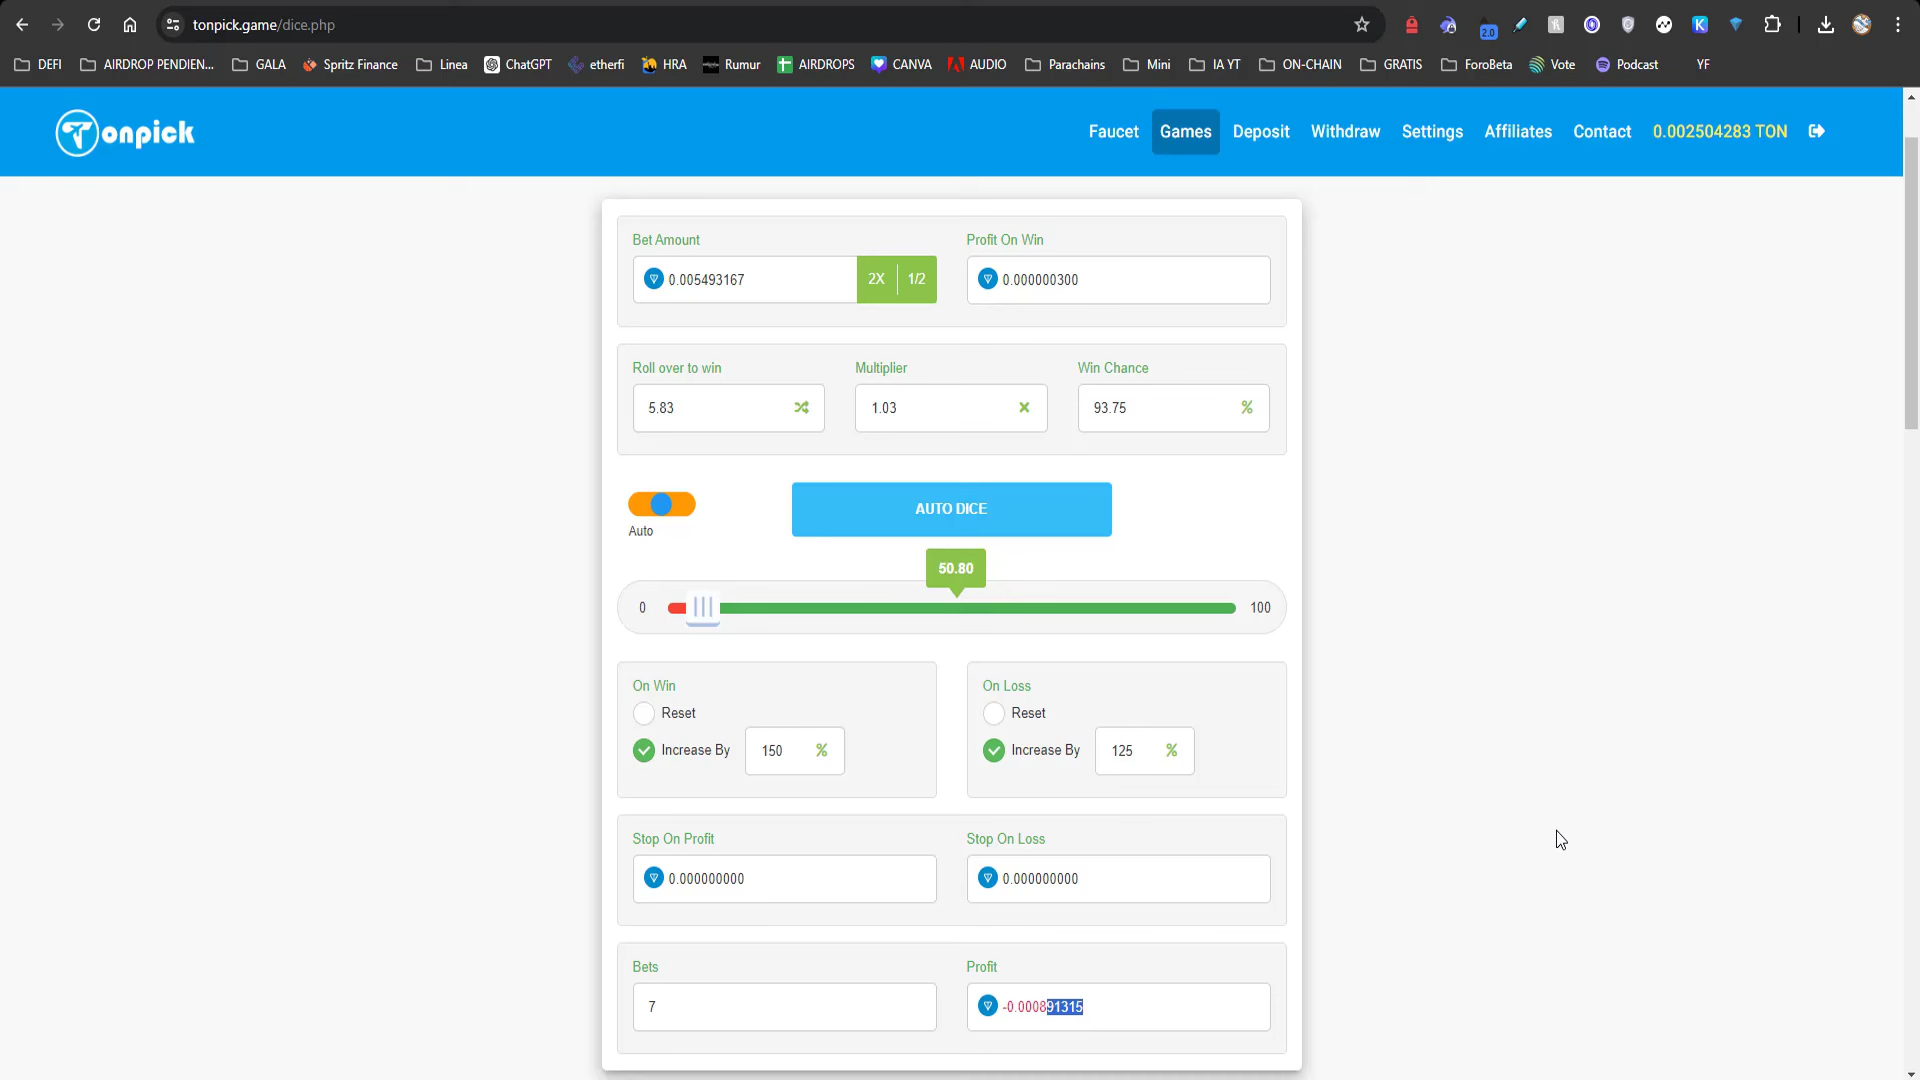 tonpick.game/dice.php
2.0
K
DEFI
AIRDROP PENDIEN...
GALA
Spritz Finance
Linea
ChatGPT
etherfi
HRA
Rumur
AIRDROPS
CANVA
AUDIO
Parachains
Mini
IA YT
ON-CHAIN
GRATIS
ForoBeta
Vote
Podcast
YF
Tonpick
Faucet
Games
Deposit
Withdraw
Settings
Affiliates
Contact
0.002504283 TON
Bet Amount
Profit On Win
0.005493167
2X
1/2
0.000000300
Roll over to win
Multiplier
Win Chance
5.83
1.03
93.75
%
Auto
AUTO DICE
50.80
0
100
On Win
On Loss
Reset
Reset
Increase By
150
%
Increase By
125
%
Stop On Profit
Stop On Loss
0.000000000
0.000000000
Bets
Profit
7
-0.000891315